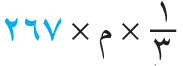 ٢٦٧ × م × ١/٣